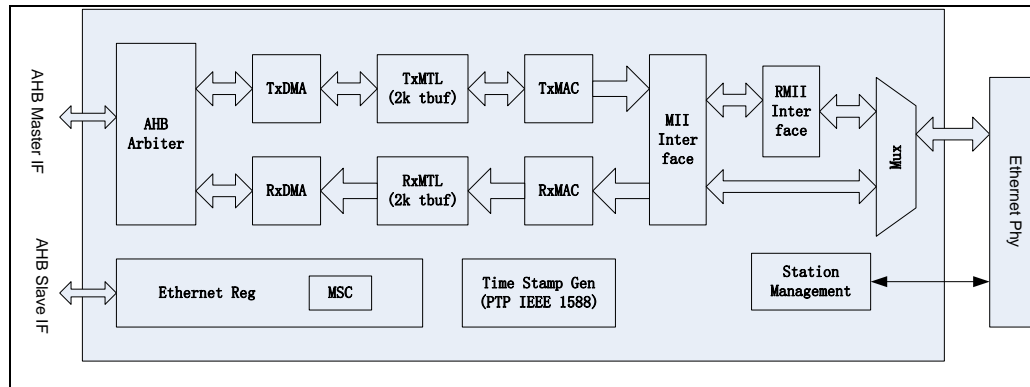 AHB Master IF
AHB Slave IF
AHB
Arbiter
TxDMA
TxMTL
(2k tbuf)
TxMAC
RxDMA
RxMTL
(2k tbuf)
RxMAC
MII
Inter
face
RMII
Inter
face
Mux
Ethernet Phy
Ethernet Reg
MSC
Time Stamp Gen
(PTP IEEE 1588)
Station
Management